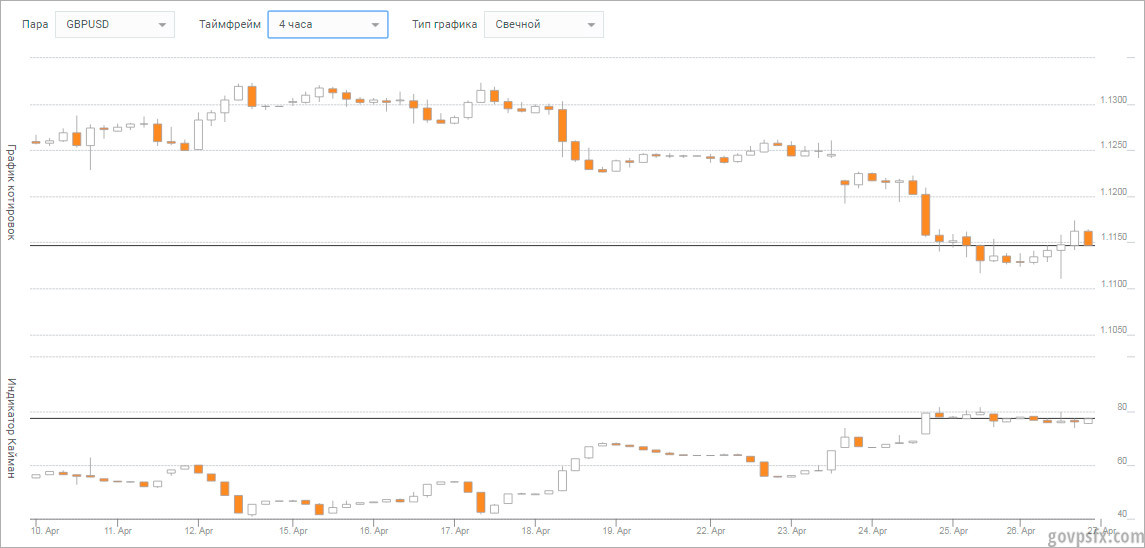 Пара GBPUSD Таймфрейм 4 часа Тип графика Свечной
График котировок
1.1300
1.1250
1.1200
1.1150
1.1100
1.1050
Индикатор Кайман
80
60
40
10. Apr 11. Apr 12. Apr 15. Apr 16. Apr 17. Apr 18. Apr 19. Apr 22. Apr 23. Apr 24. Apr 25. Apr 26. Apr 27. Apr
govpsfx.com